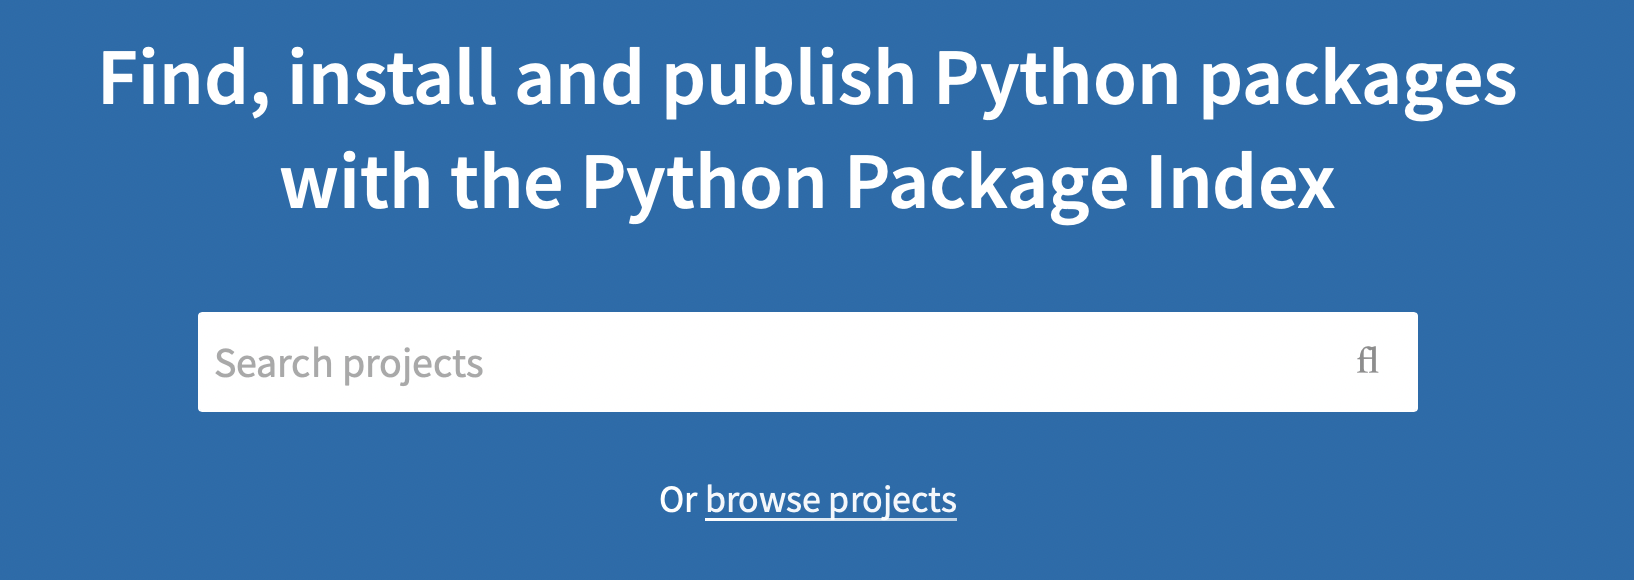 Find, install and publish Python packages
with the Python Package Index
Search projects ﬂ
Or browse projects